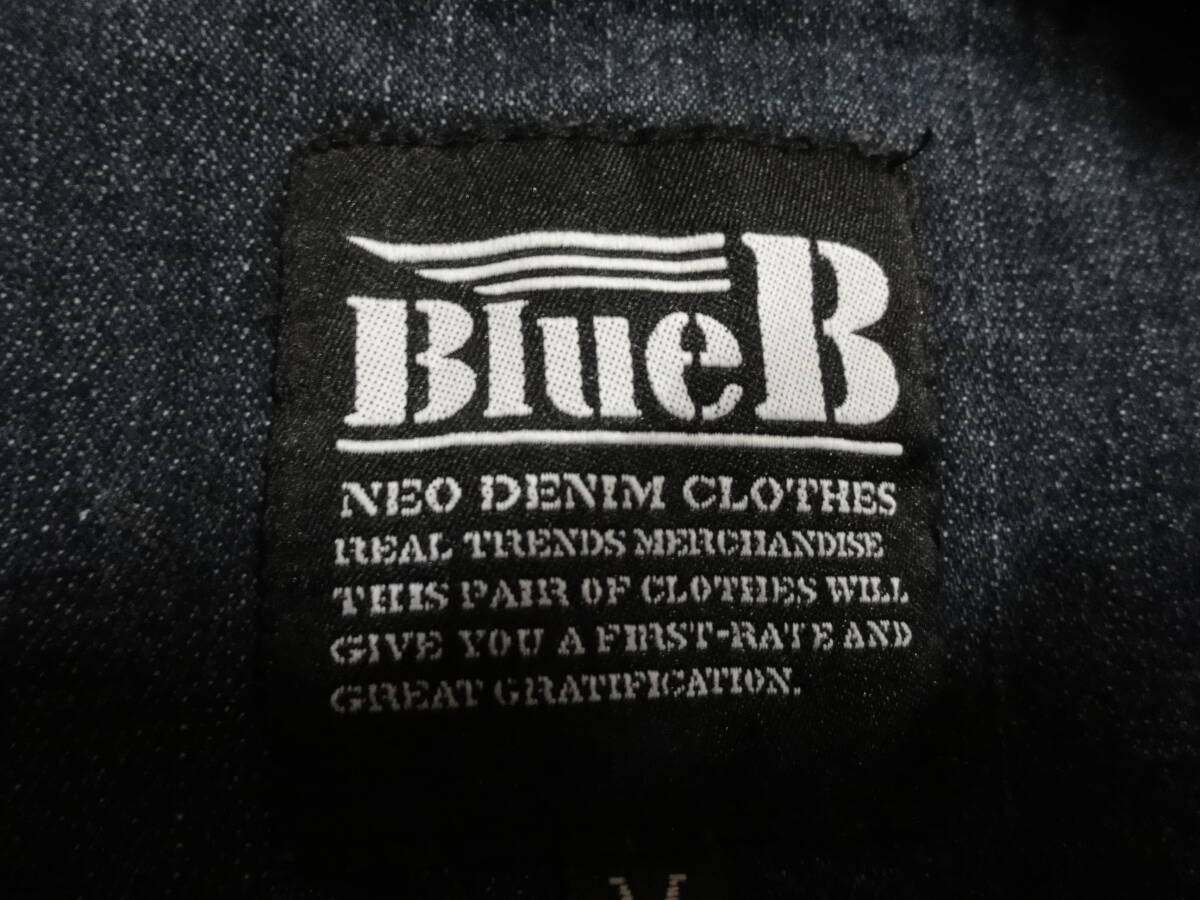 BlueB
NEO DENIM CLOTHES
REAL TRENDS MERCHANDISE
THIS PAIR OF CLOTHES WILL
GIVE YOU A FIRST-RATE AND
GREAT GRATIFICATION.